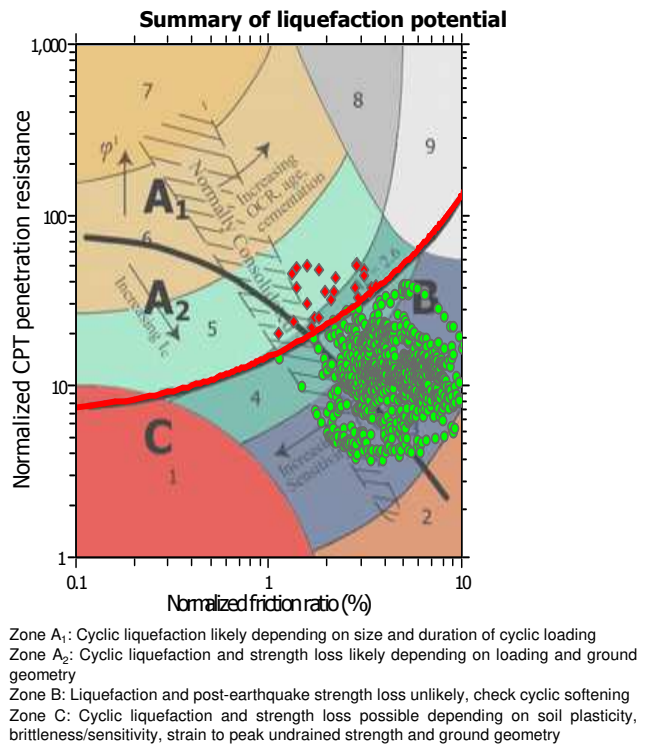 Summary of liquefaction potential
Normalized CPT penetration resistance
1,000
100
10
1
0.1
1
10
Normalized friction ratio (%)
7
8
9
φ'
A1
Increasing
OCR, age,
cementation
Normally Consolid
6
A2
Increasing Ic
5
2.6
B
4
C
1
Increas
Sensitiv
2
Zone A1: Cyclic liquefaction likely depending on size and duration of cyclic loading
Zone A2: Cyclic liquefaction and strength loss likely depending on loading and ground
geometry
Zone B: Liquefaction and post-earthquake strength loss unlikely, check cyclic softening
Zone C: Cyclic liquefaction and strength loss possible depending on soil plasticity,
brittleness/sensitivity, strain to peak undrained strength and ground geometry